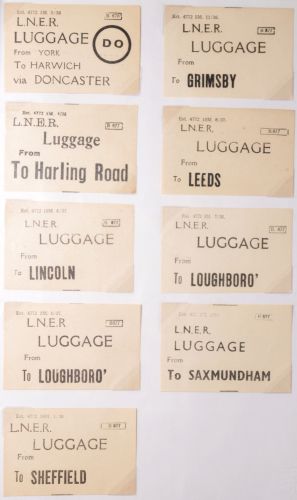 L.N.E.R.
LUGGAGE
From YORK
To HARWICH
via DONCASTER
DO
L.N.E.R.
LUGGAGE
From
To GRIMSBY
L.N.E.R.
Luggage
From
To Harling Road
L.N.E.R.
LUGGAGE
From
To LEEDS
L.N.E.R.
LUGGAGE
From
To LINCOLN
L.N.E.R.
LUGGAGE
From
To LOUGHBORO'
L.N.E.R
LUGGAGE
From
To LOUGHBORO'
L.N.E.R.
LUGGAGE
From
To SAXMUNDHAM
L.N.E.R.
LUGGAGE
From
To SHEFFIELD